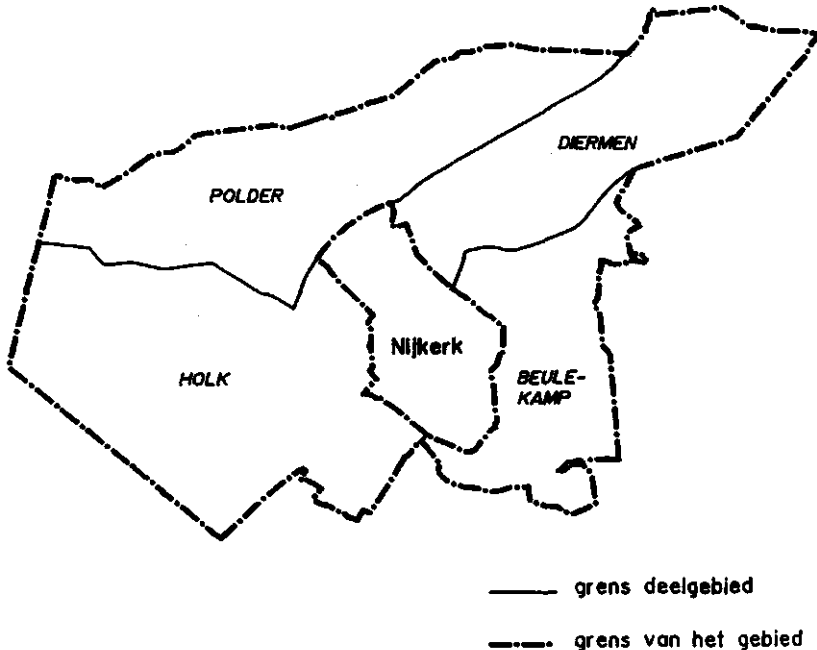 DIERMEN
POLDER
Nijkerk
HOLK
BEULE-
KAMP
grens deelgebied
grens van het gebied